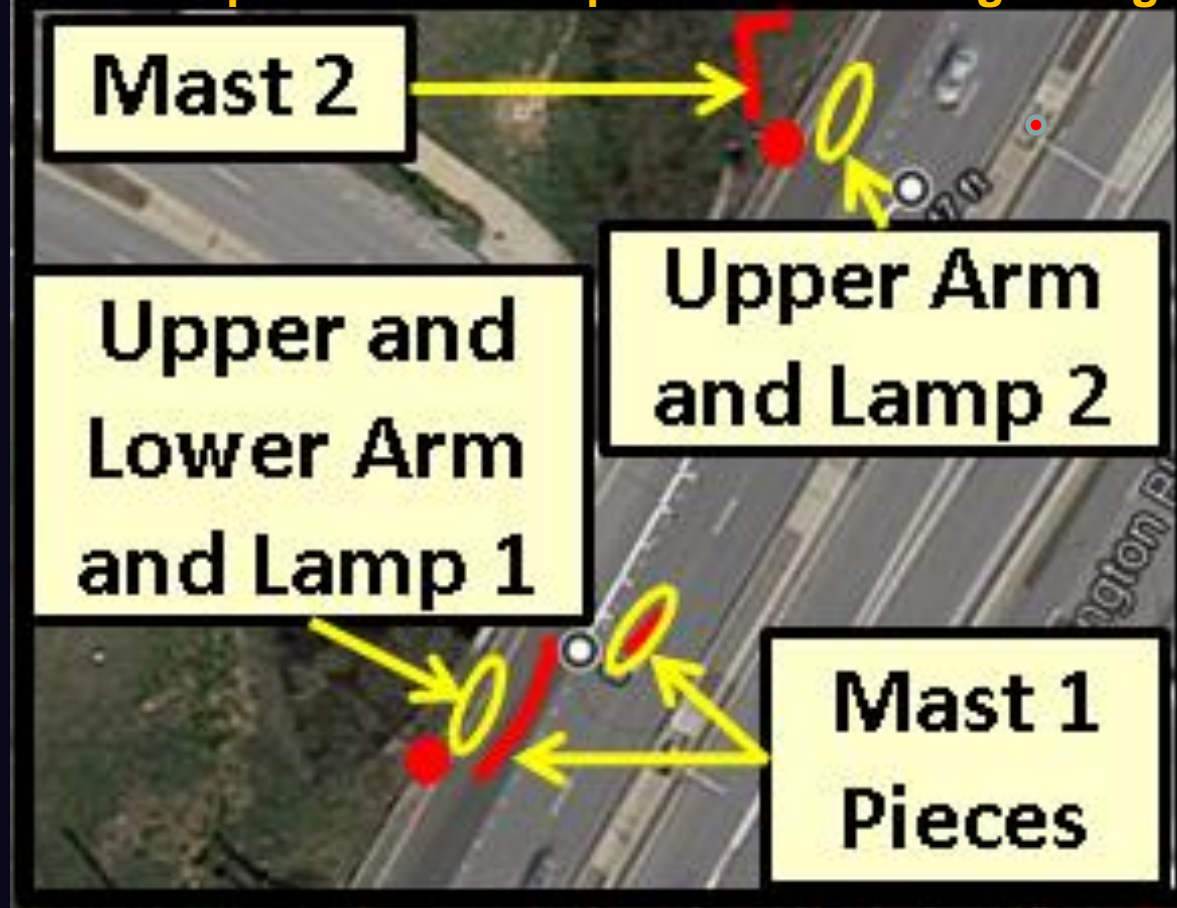 Mast 2
Upper Arm
and Lamp 2
Upper and
Lower Arm
and Lamp 1
Mast 1
Pieces